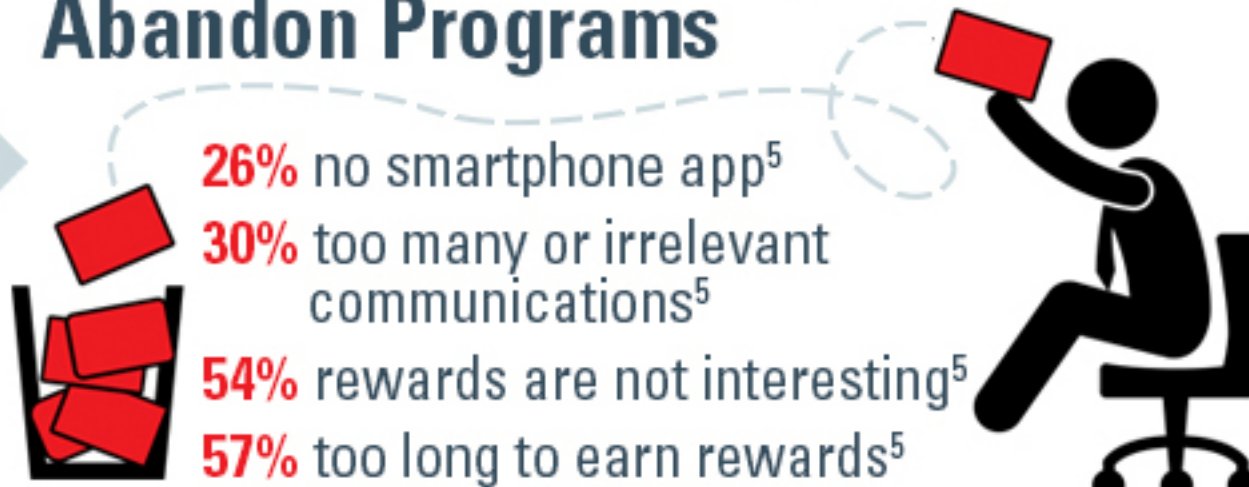 Abandon Programs
26% no smartphone app⁵
30% too many or irrelevant
communications⁵
54% rewards are not interesting⁵
57% too long to earn rewards⁵